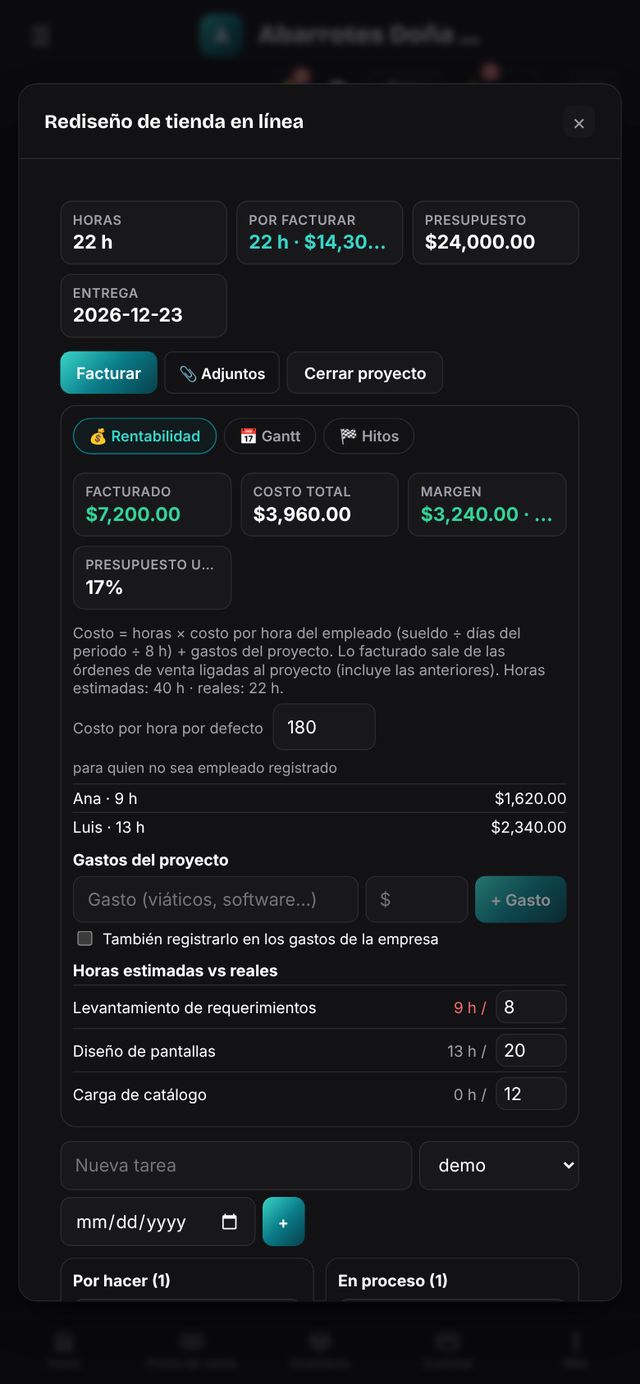 Abarrotes Doña ...
Rediseño de tienda en línea
×
HORAS
22 h
POR FACTURAR
22 h · $14,30...
PRESUPUESTO
$24,000.00
ENTREGA
2026-12-23
Facturar
📎 Adjuntos
Cerrar proyecto
💰 Rentabilidad
📅 Gantt
🏁 Hitos
FACTURADO
$7,200.00
COSTO TOTAL
$3,960.00
MARGEN
$3,240.00 · ...
PRESUPUESTO U...
17%
Costo = horas × costo por hora del empleado (sueldo ÷ días del
periodo ÷ 8 h) + gastos del proyecto. Lo facturado sale de las
órdenes de venta ligadas al proyecto (incluye las anteriores). Horas
estimadas: 40 h · reales: 22 h.
Costo por hora por defecto 180
para quien no sea empleado registrado
Ana · 9 h $1,620.00
Luis · 13 h $2,340.00
Gastos del proyecto
Gasto (viáticos, software...) $ + Gasto
También registrarlo en los gastos de la empresa
Horas estimadas vs reales
Levantamiento de requerimientos 9 h / 8
Diseño de pantallas 13 h / 20
Carga de catálogo 0 h / 12
Nueva tarea demo
mm/dd/yyyy +
Por hacer (1) En proceso (1)